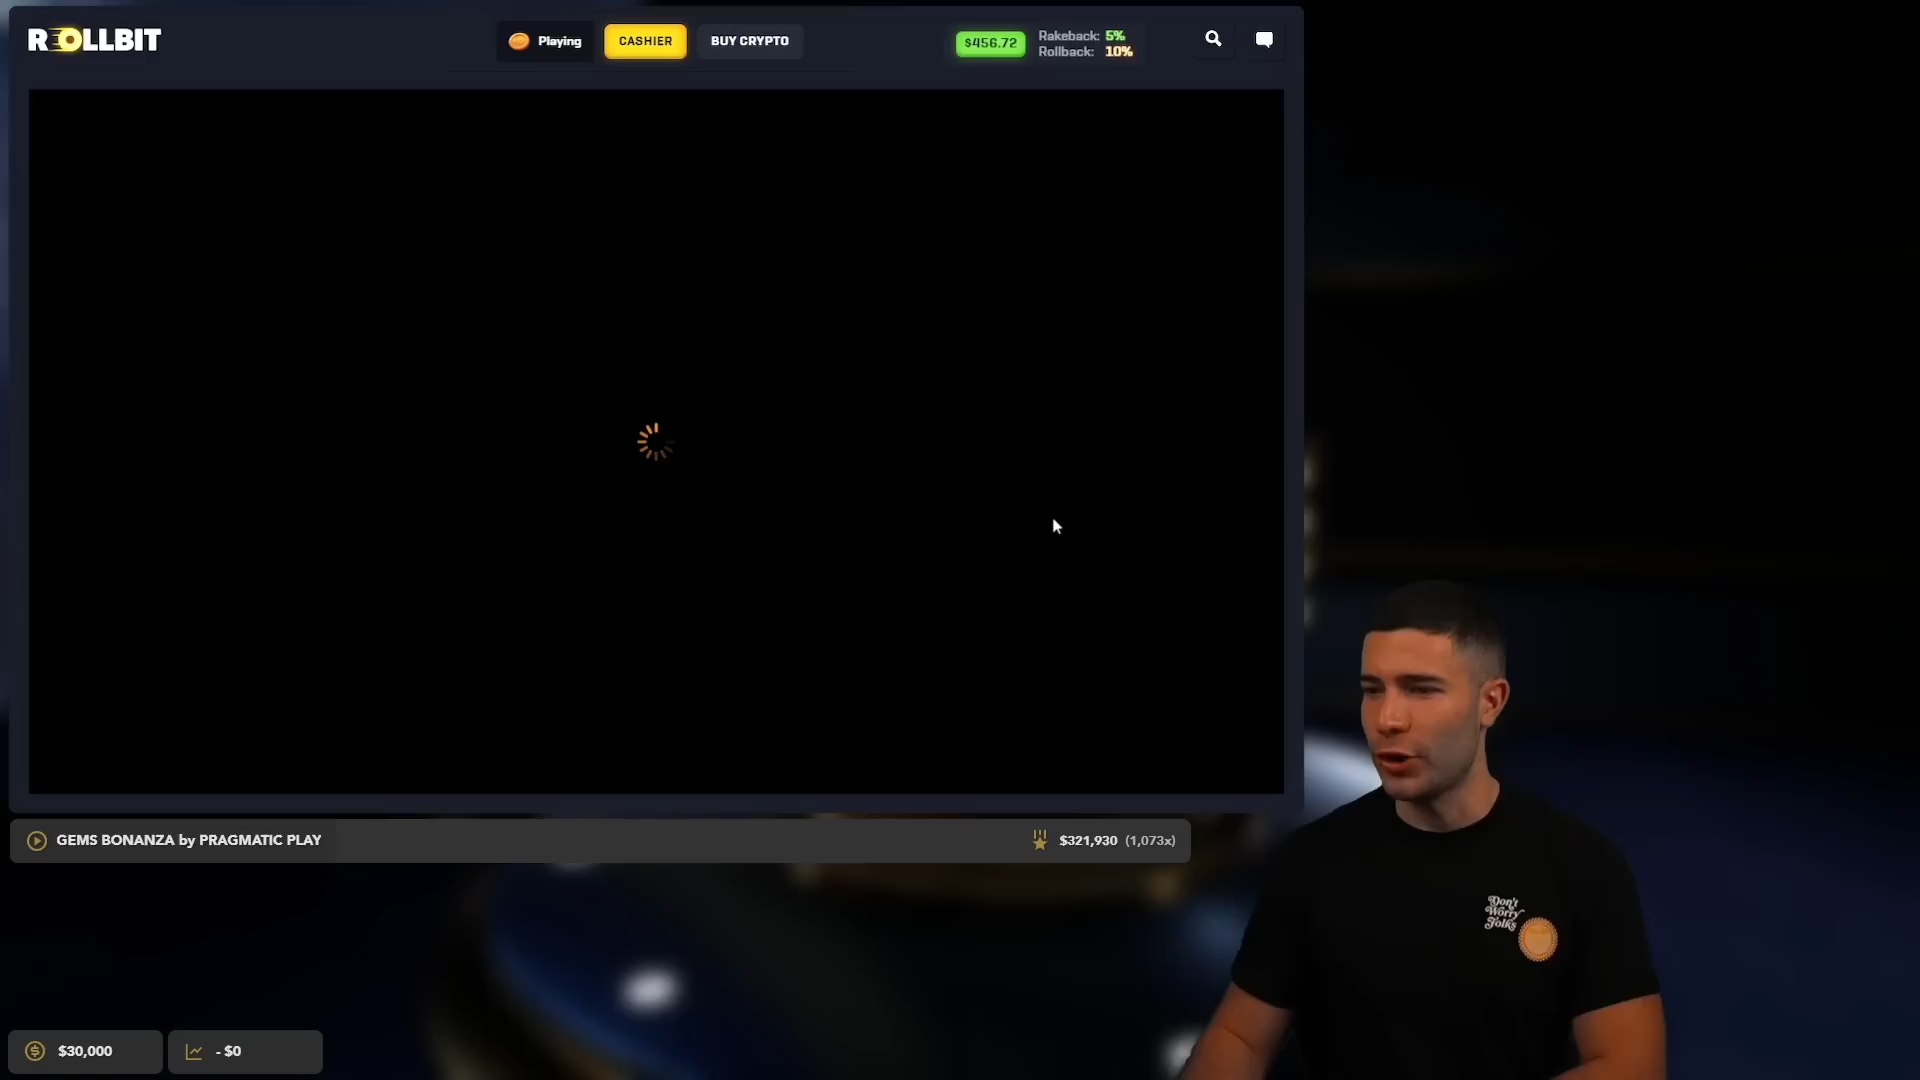 ROLLBIT
Playing
CASHIER
BUY CRYPTO
$456.72
Rakeback: 5%
Rollback: 10%
GEMS BONANZA by PRAGMATIC PLAY
$321,930 (1,073x)
Don't
Worry
Folks
$30,000
- $0